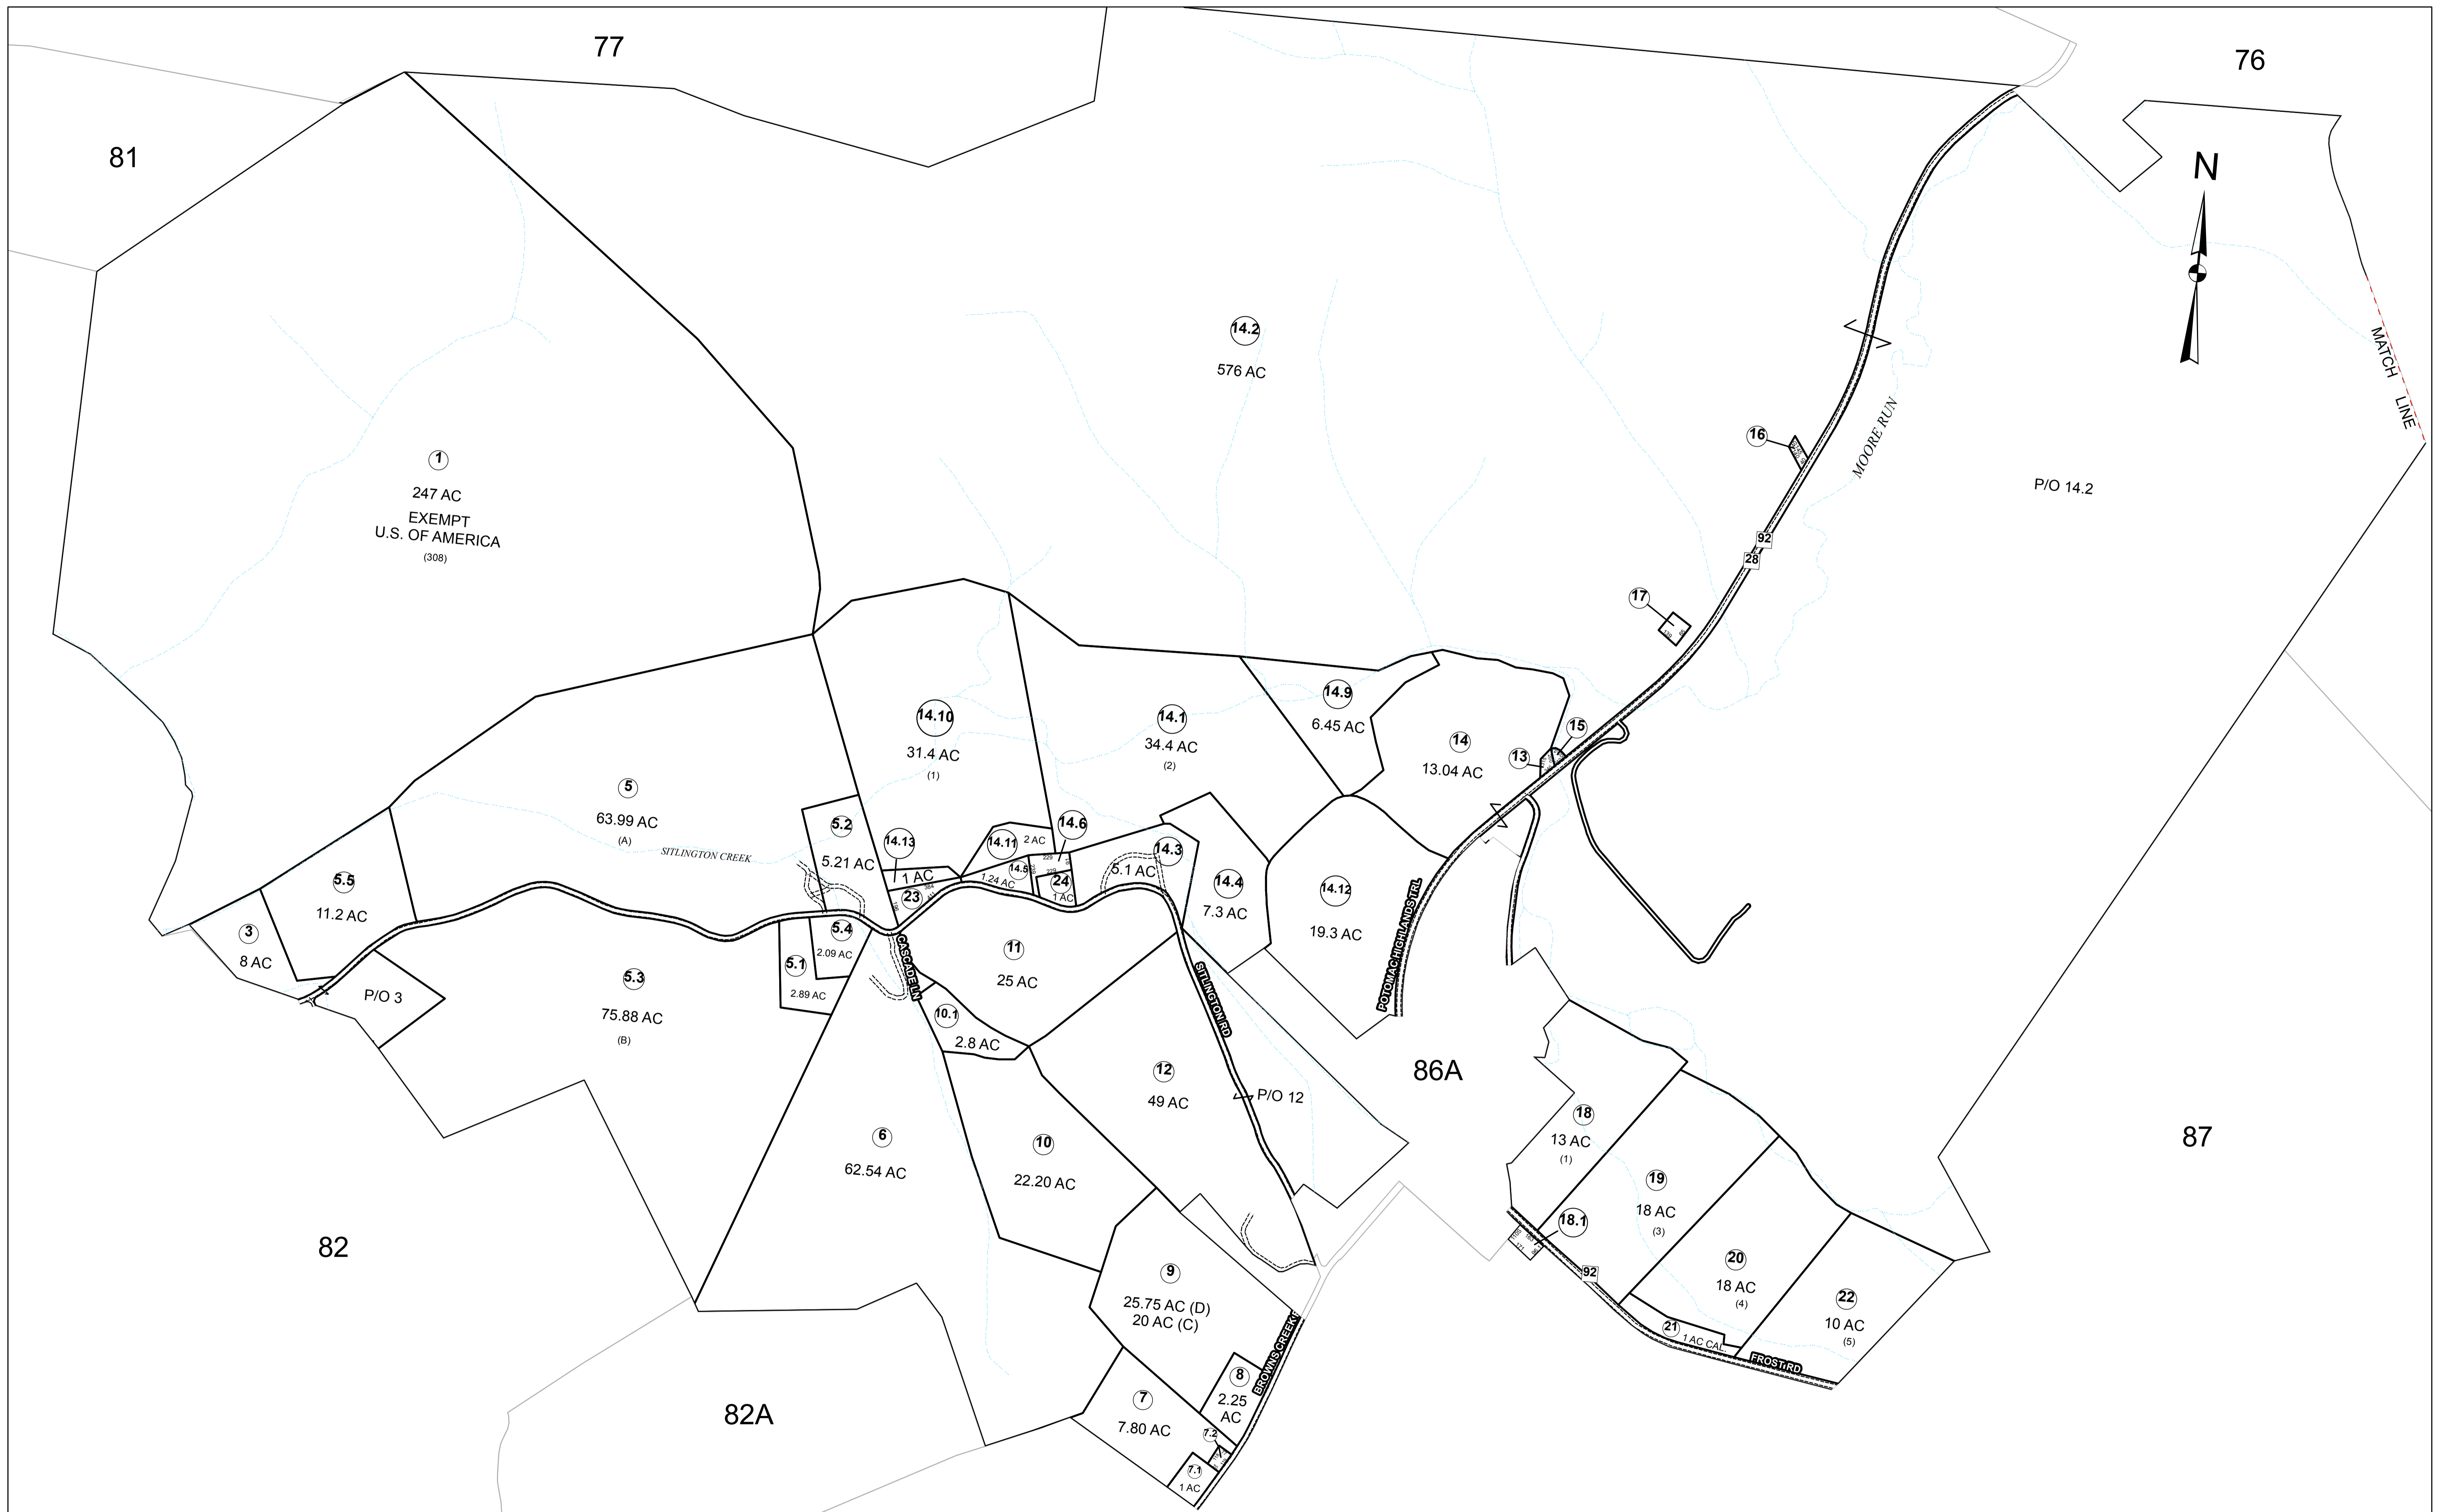 77
76
81
N
14.2
576 AC
MATCH LINE
16
MOORE RUN
1
247 AC
EXEMPT
U.S. OF AMERICA
(308)
P/O 14.2
92
28
17
14.9
6.45 AC
14.10
31.4 AC
(1)
14.1
34.4 AC
(2)
14
13.04 AC
15
13
5
63.99 AC
(A)
SITLINGTON CREEK
5.2
5.21 AC
14.13
1 AC
14.11
2 AC
14.6
229
14.5
1.24 AC
229
24
1 AC
14.3
5.1 AC
23
384
14.4
7.3 AC
14.12
19.3 AC
5.5
11.2 AC
3
8 AC
P/O 3
5.3
75.88 AC
(B)
5.4
2.09 AC
5.1
2.89 AC
CASCADE LN
11
25 AC
SITLINGTON RD
POTOMAC HIGHLANDS TRL
10.1
2.8 AC
12
49 AC
P/O 12
86A
6
62.54 AC
10
22.20 AC
18
13 AC
(1)
87
19
18 AC
(3)
18.1
171
92
20
18 AC
(4)
22
10 AC
(5)
21
1 AC CAL.
FROST RD
82
9
25.75 AC (D)
20 AC (C)
BROWNS CREEK
8
2.25
AC
82A
7
7.80 AC
7.2
7.1
1 AC